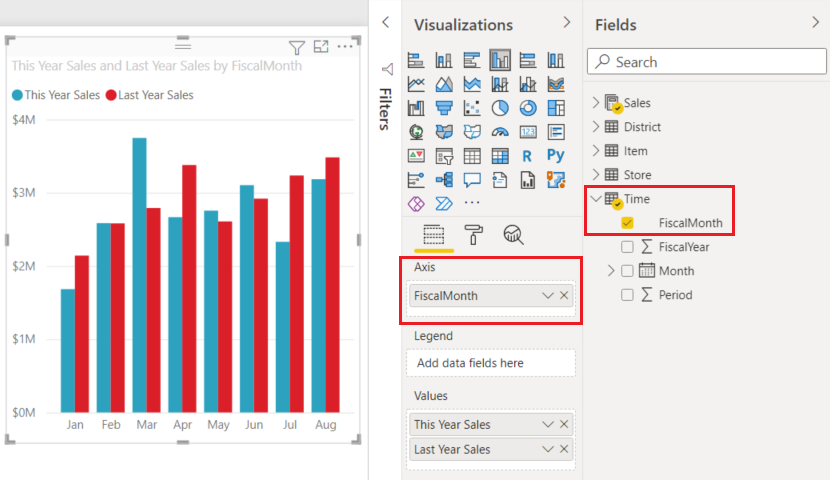 This Year Sales and Last Year Sales by FiscalMonth
This Year Sales Last Year Sales
$4M
$3M
$2M
$1M
$0M
Jan Feb Mar Apr May Jun Jul Aug
Filters
Visualizations
123
R Py
Axis
FiscalMonth
Legend
Add data fields here
Values
This Year Sales
Last Year Sales
Fields
Search
Sales
District
Item
Store
Time
FiscalMonth
FiscalYear
Month
Period